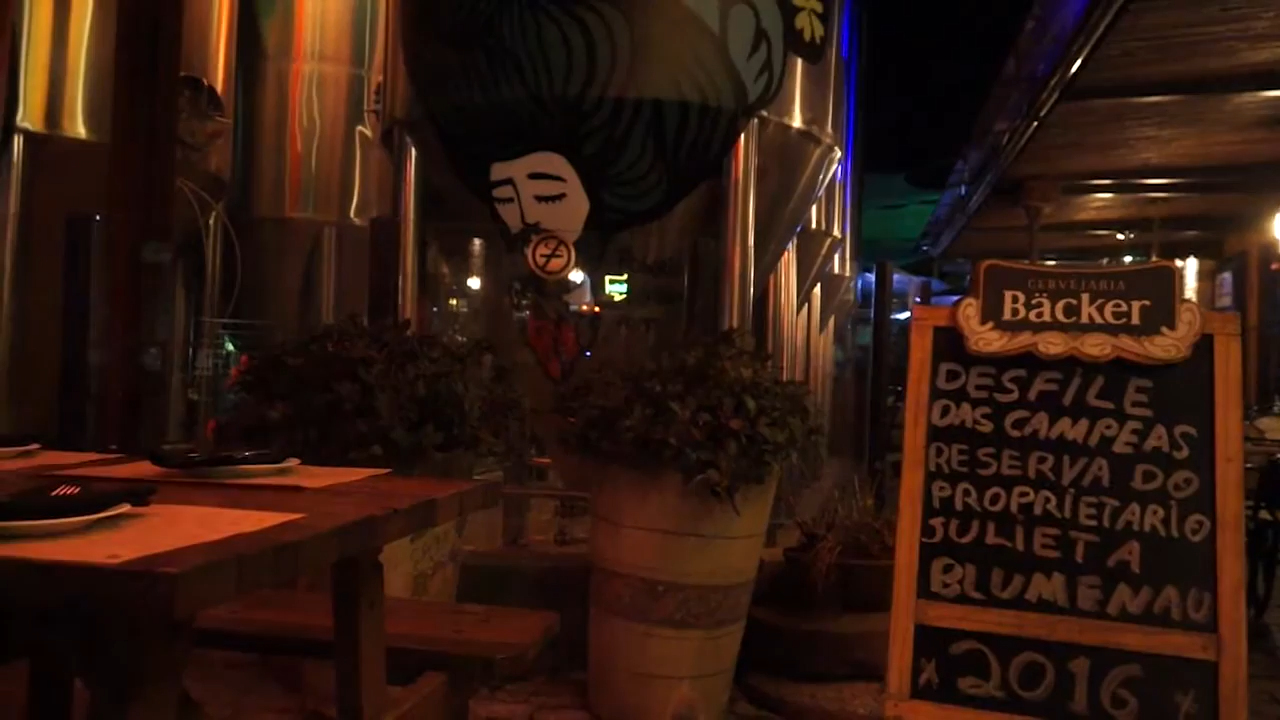 CERVEJARIA
Bäcker
DESFILE
DAS CAMPEAS
RESERVA DO
PROPRIETARIO
JULIETA
BLUMENAU
x 2016 x